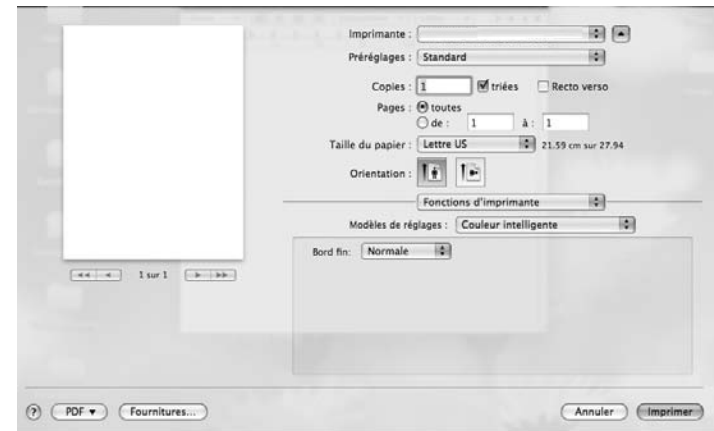 Imprimante :
Préréglages : Standard
Copies : 1 triées Recto verso
Pages : toutes
de : 1 à : 1
Taille du papier : Lettre US 21.59 cm sur 27.94
Orientation :
Fonctions d'imprimante
Modèles de réglages : Couleur intelligente
Bord fin: Normale
1 sur 1
? PDF Fournitures... Annuler Imprimer